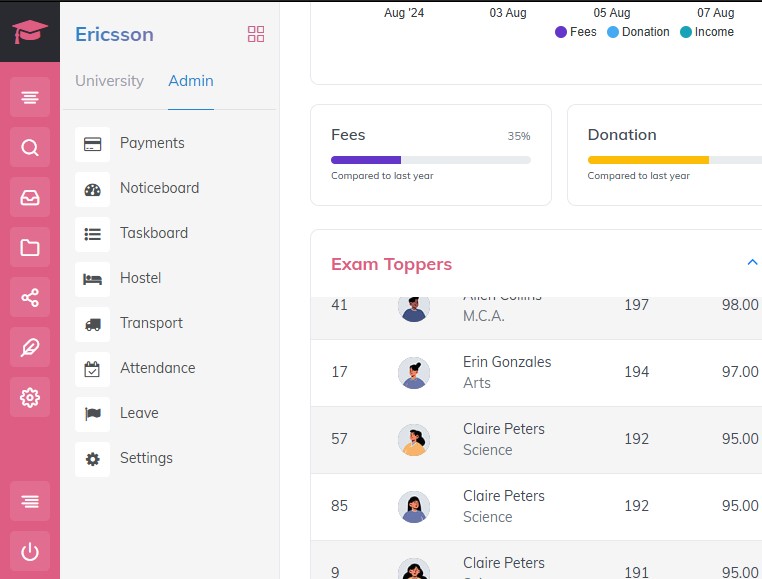 Ericsson
University Admin
Payments
Noticeboard
Taskboard
Hostel
Transport
Attendance
Leave
Settings
Aug '24 03 Aug 05 Aug 07 Aug
Fees Donation Income
Fees 35%
Compared to last year
Donation
Compared to last year
Exam Toppers
41 Allen Collins 197 98.00
M.C.A.
17 Erin Gonzales 194 97.00
Arts
57 Claire Peters 192 95.00
Science
85 Claire Peters 192 95.00
Science
9 Claire Peters 191 95.00